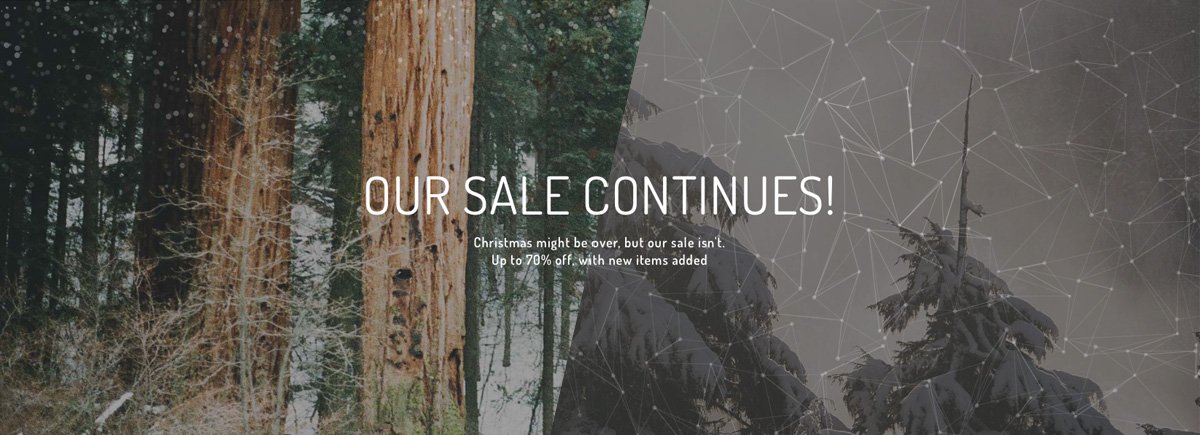 OUR SALE CONTINUES!
Christmas might be over, but our sale isn't.
Up to 70% off, with new items added